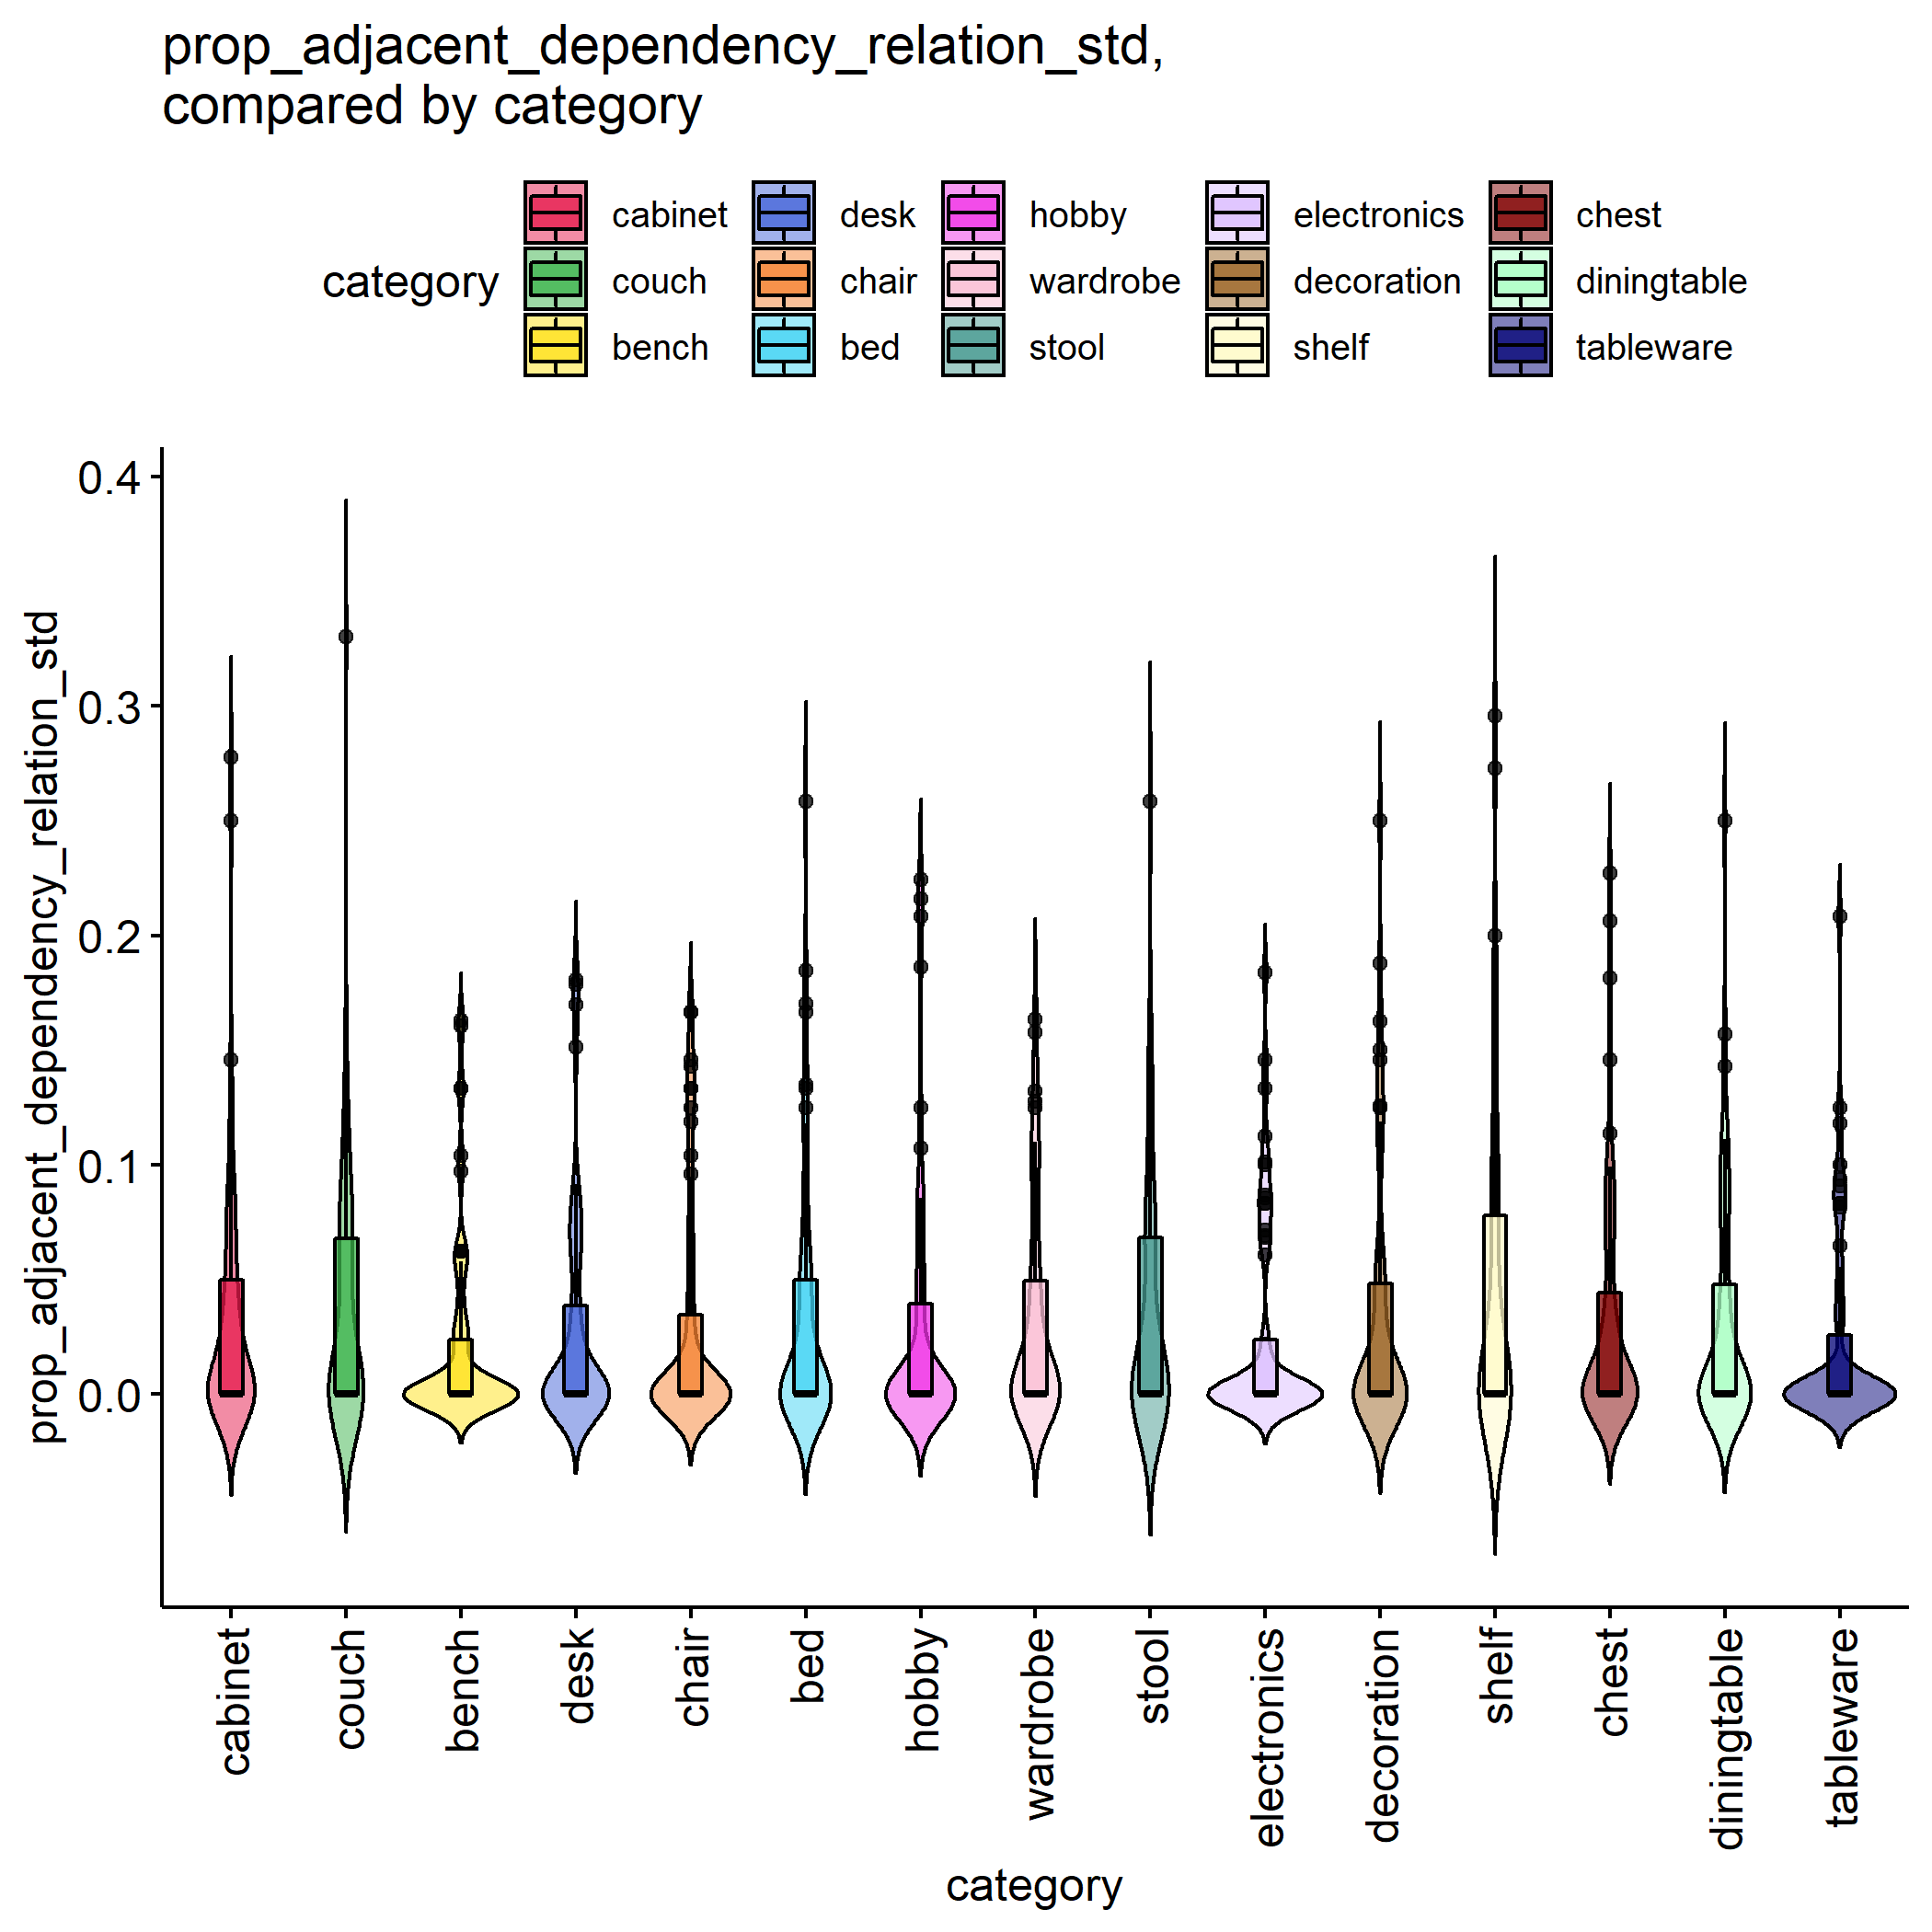 prop_adjacent_dependency_relation_std,
compared by category
category
cabinet desk hobby electronics chest
couch chair wardrobe decoration diningtable
bench bed stool shelf tableware
prop_adjacent_dependency_relation_std
0.4
0.3
0.2
0.1
0.0
cabinet
couch
bench
desk
chair
bed
hobby
wardrobe
stool
electronics
decoration
shelf
chest
diningtable
tableware
category